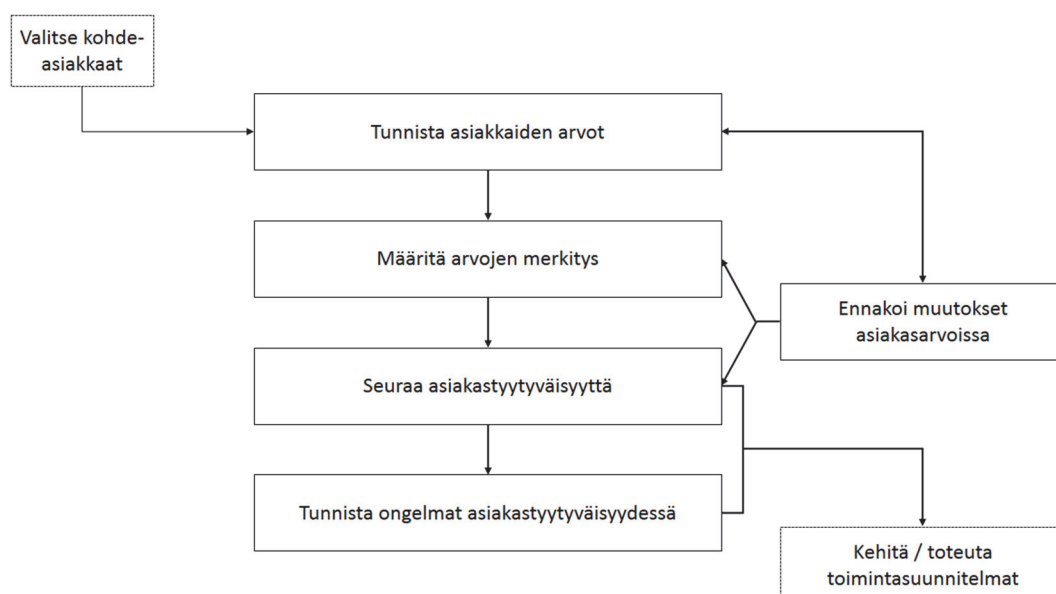 Valitse kohde-
asiakkaat
Tunnista asiakkaiden arvot
Määritä arvojen merkitys
Ennakoi muutokset
asiakasarvoissa
Seuraa asiakastyytyväisyyttä
Tunnista ongelmat asiakastyytyväisyydessä
Kehitä / toteuta
toimintasuunnitelmat